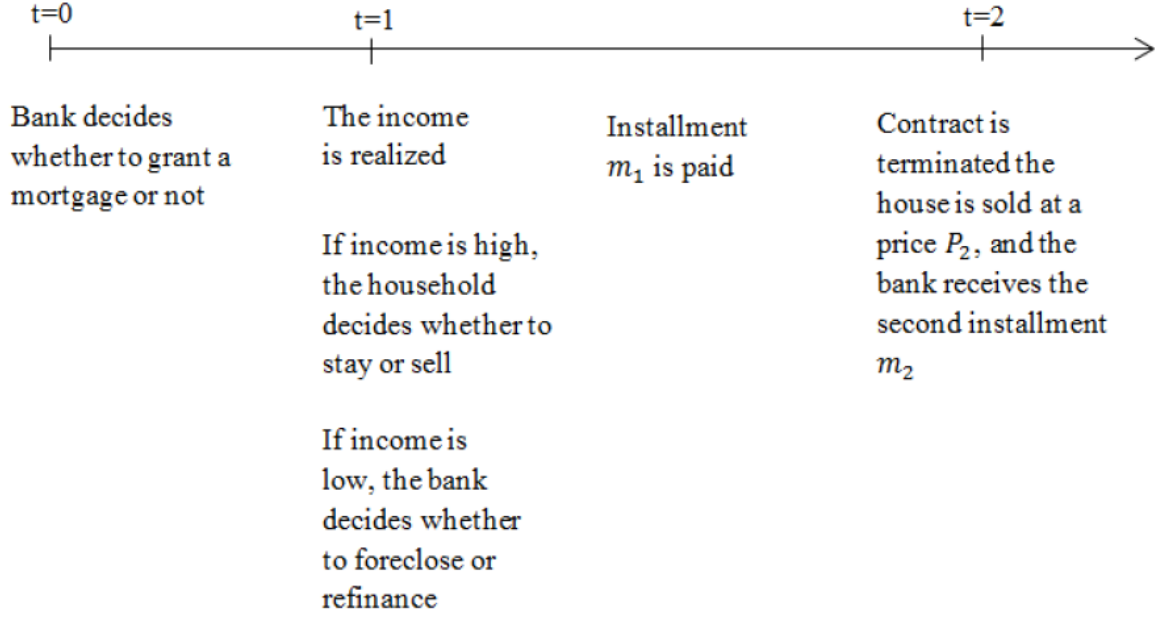 t=0
t=1
t=2
Bank decides
whether to grant a
mortgage or not
The income
is realized
If income is high,
the household
decides whether to
stay or sell
If income is
low, the bank
decides whether
to foreclose or
refinance
Installment
m₁ is paid
Contract is
terminated the
house is sold at a
price P₂, and the
bank receives the
second installment
m₂